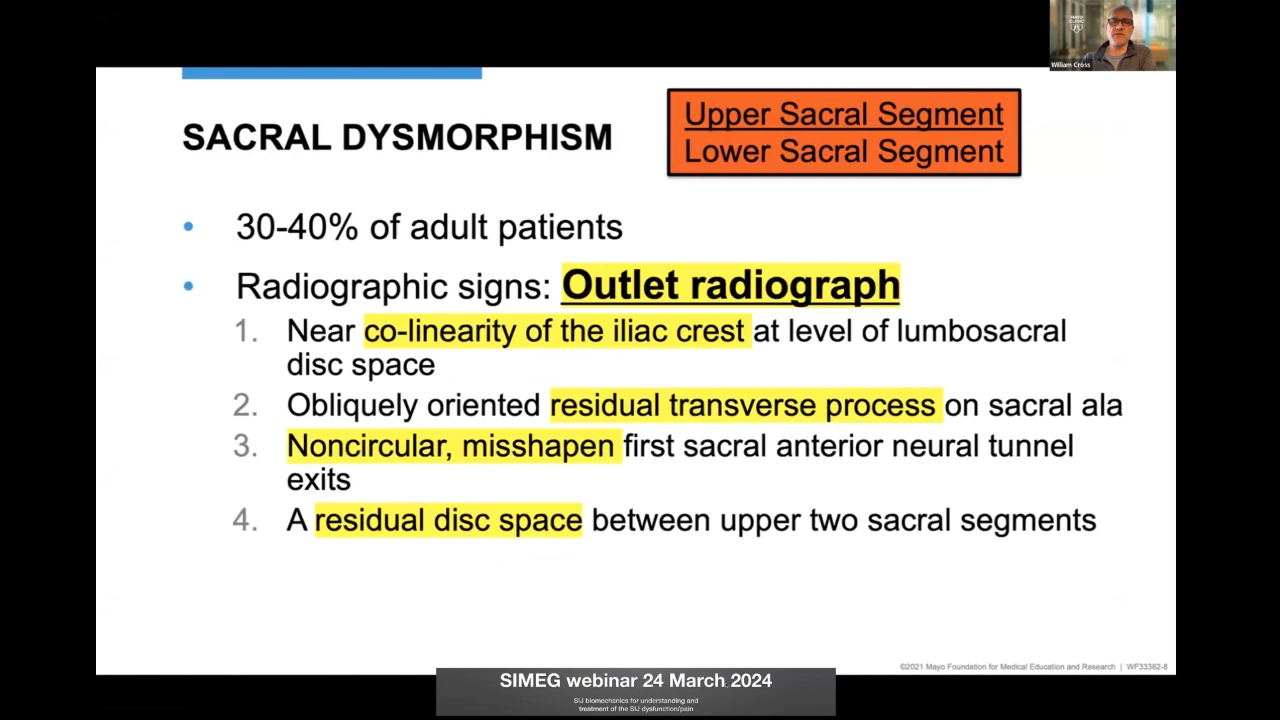 MAYO CLINIC
William Cross
SACRAL DYSMORPHISM
Upper Sacral Segment
Lower Sacral Segment
• 30-40% of adult patients
• Radiographic signs: Outlet radiograph
1. Near co-linearity of the iliac crest at level of lumbosacral
disc space
2. Obliquely oriented residual transverse process on sacral ala
3. Noncircular, misshapen first sacral anterior neural tunnel
exits
4. A residual disc space between upper two sacral segments
©2021 Mayo Foundation for Medical Education and Research | WF33362-8
SIMEG webinar 24 March 2024
SIJ biomechanics for understanding and
treatment of the SIJ dysfunction/pain